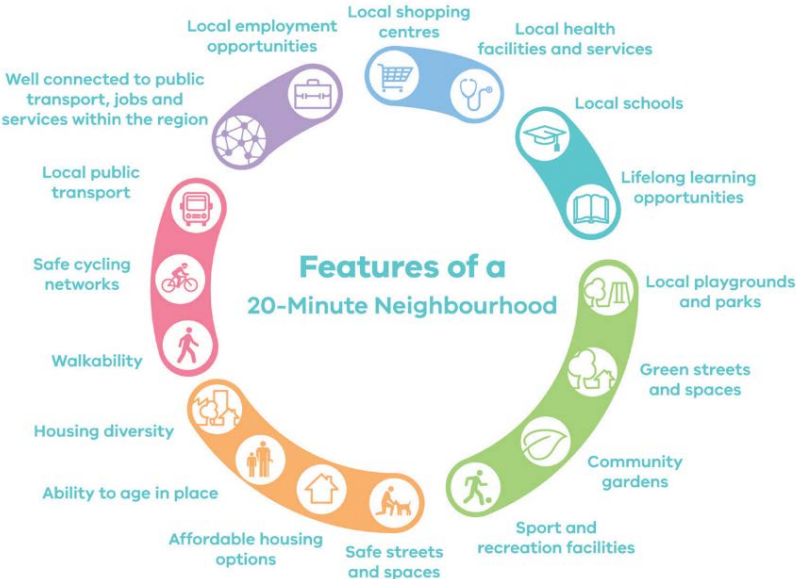 Features of a
20-Minute Neighbourhood
Local shopping
centres
Local health
facilities and services
Local schools
Lifelong learning
opportunities
Local playgrounds
and parks
Green streets
and spaces
Community
gardens
Sport and
recreation facilities
Safe streets
and spaces
Affordable housing
options
Ability to age in place
Housing diversity
Walkability
Safe cycling
networks
Local public
transport
Well connected to public
transport, jobs and
services within the region
Local employment
opportunities